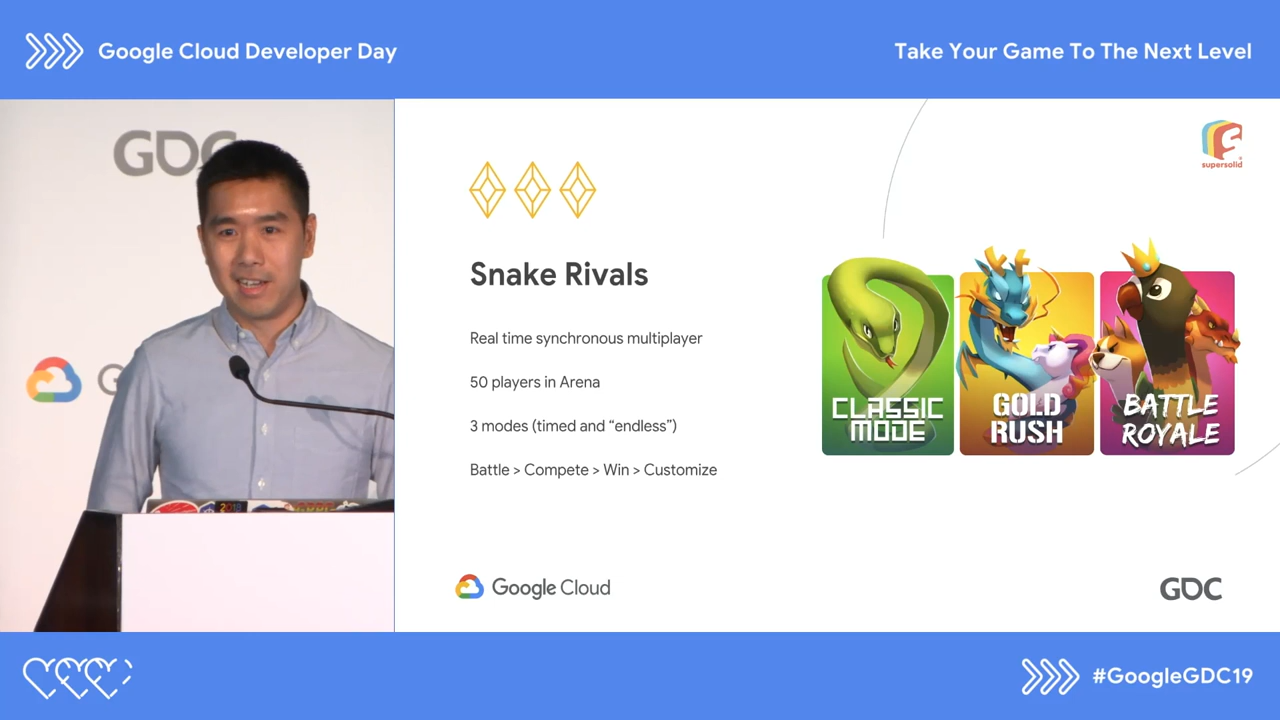 Google Cloud Developer Day
Take Your Game To The Next Level
GDC
G
supersolid
Snake Rivals
Real time synchronous multiplayer
50 players in Arena
3 modes (timed and “endless”)
Battle > Compete > Win > Customize
CLASSIC
MODE
GOLD
RUSH
BATTLE
ROYALE
Google Cloud
GDC
#GoogleGDC19